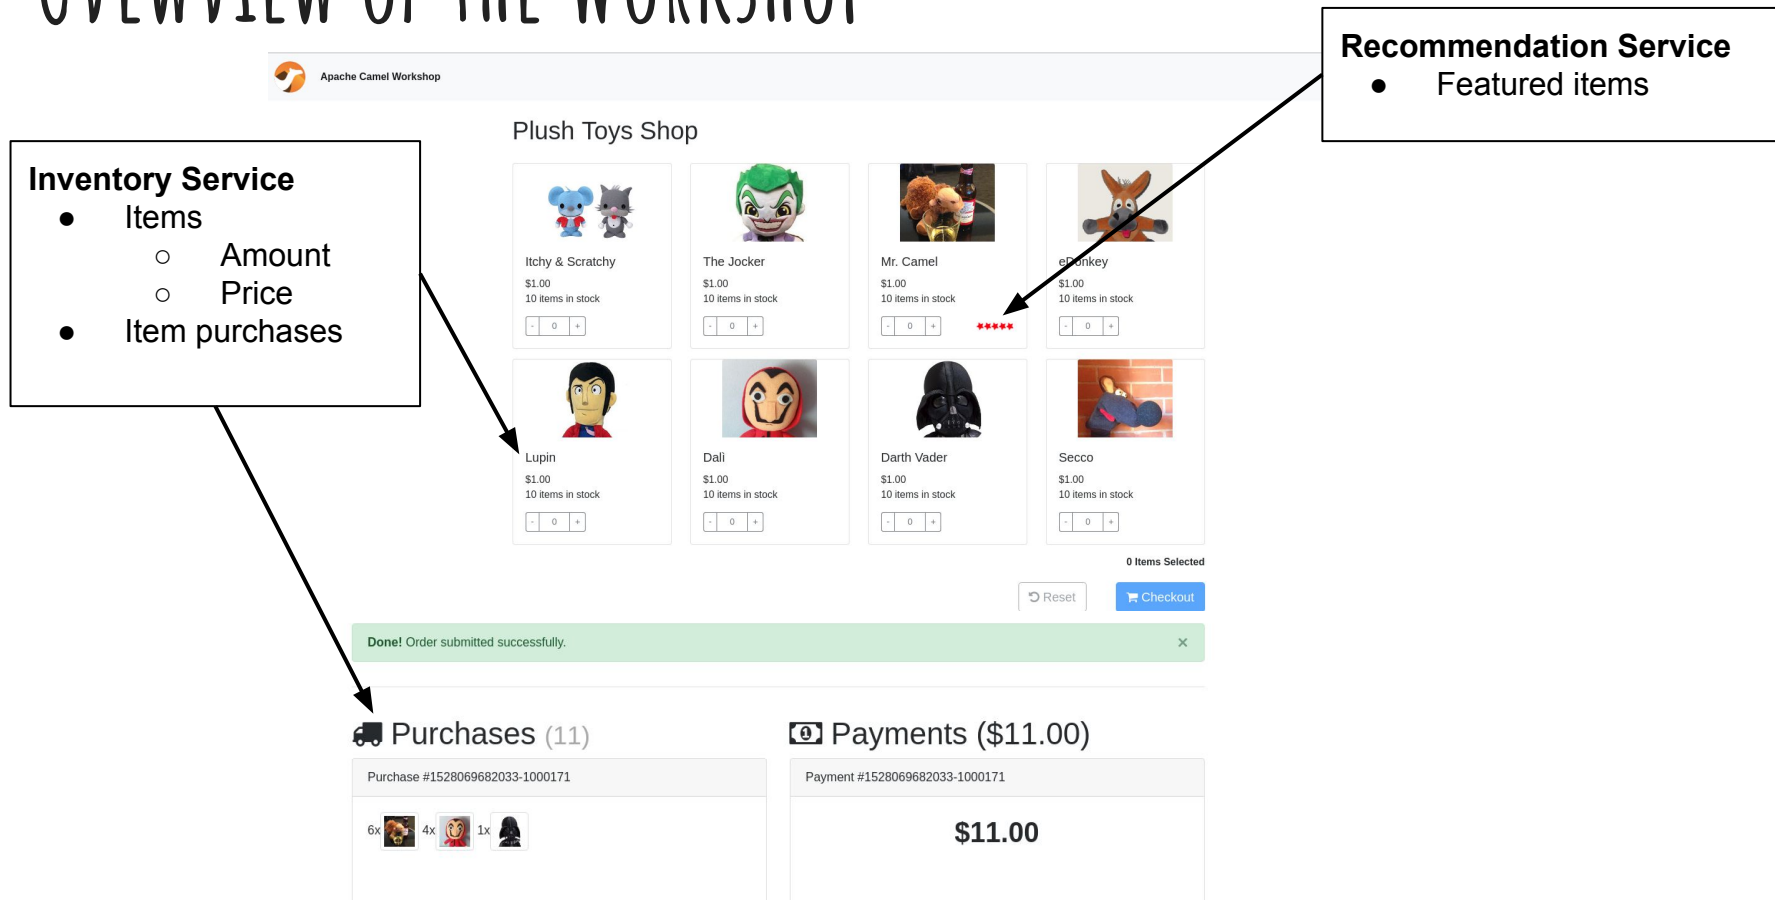 OVERVIEW OF THE WORKSHOP
Recommendation Service
● Featured items
Apache Camel Workshop
Plush Toys Shop
Inventory Service
● Items
○ Amount
○ Price
● Item purchases
Itchy & Scratchy
$1.00
10 items in stock
- 0 +
The Jocker
$1.00
10 items in stock
- 0 +
Mr. Camel
$1.00
10 items in stock
- 0 +
eDonkey
$1.00
10 items in stock
- 0 +
Lupin
$1.00
10 items in stock
- 0 +
Dalì
$1.00
10 items in stock
- 0 +
Darth Vader
$1.00
10 items in stock
- 0 +
Secco
$1.00
10 items in stock
- 0 +
0 Items Selected
Reset
Checkout
Done! Order submitted successfully. ×
Purchases (11)
Purchase #1528069682033-1000171
6x 4x 1x
Payments ($11.00)
Payment #1528069682033-1000171
$11.00